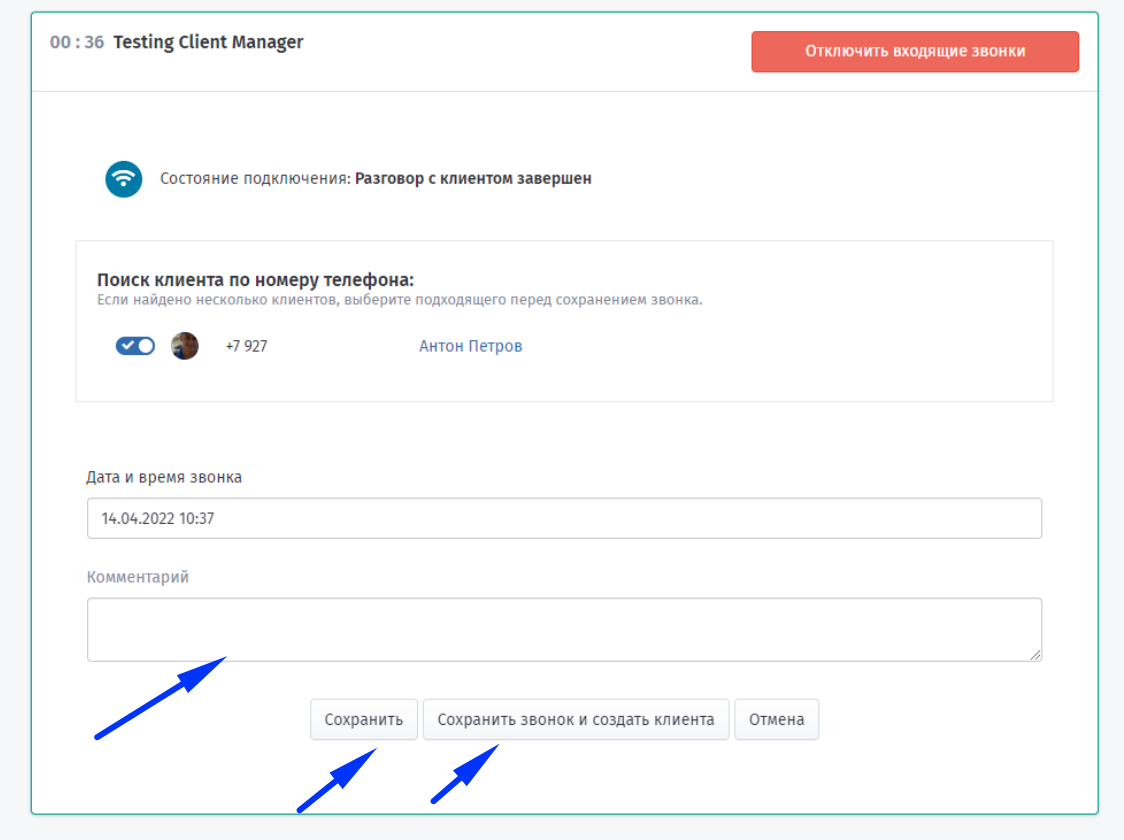 00 : 36 Testing Client Manager
Отключить входящие звонки
Состояние подключения: Разговор с клиентом завершен
Поиск клиента по номеру телефона:
Если найдено несколько клиентов, выберите подходящего перед сохранением звонка.
+7 927 Антон Петров
Дата и время звонка
14.04.2022 10:37
Комментарий
Сохранить Сохранить звонок и создать клиента Отмена